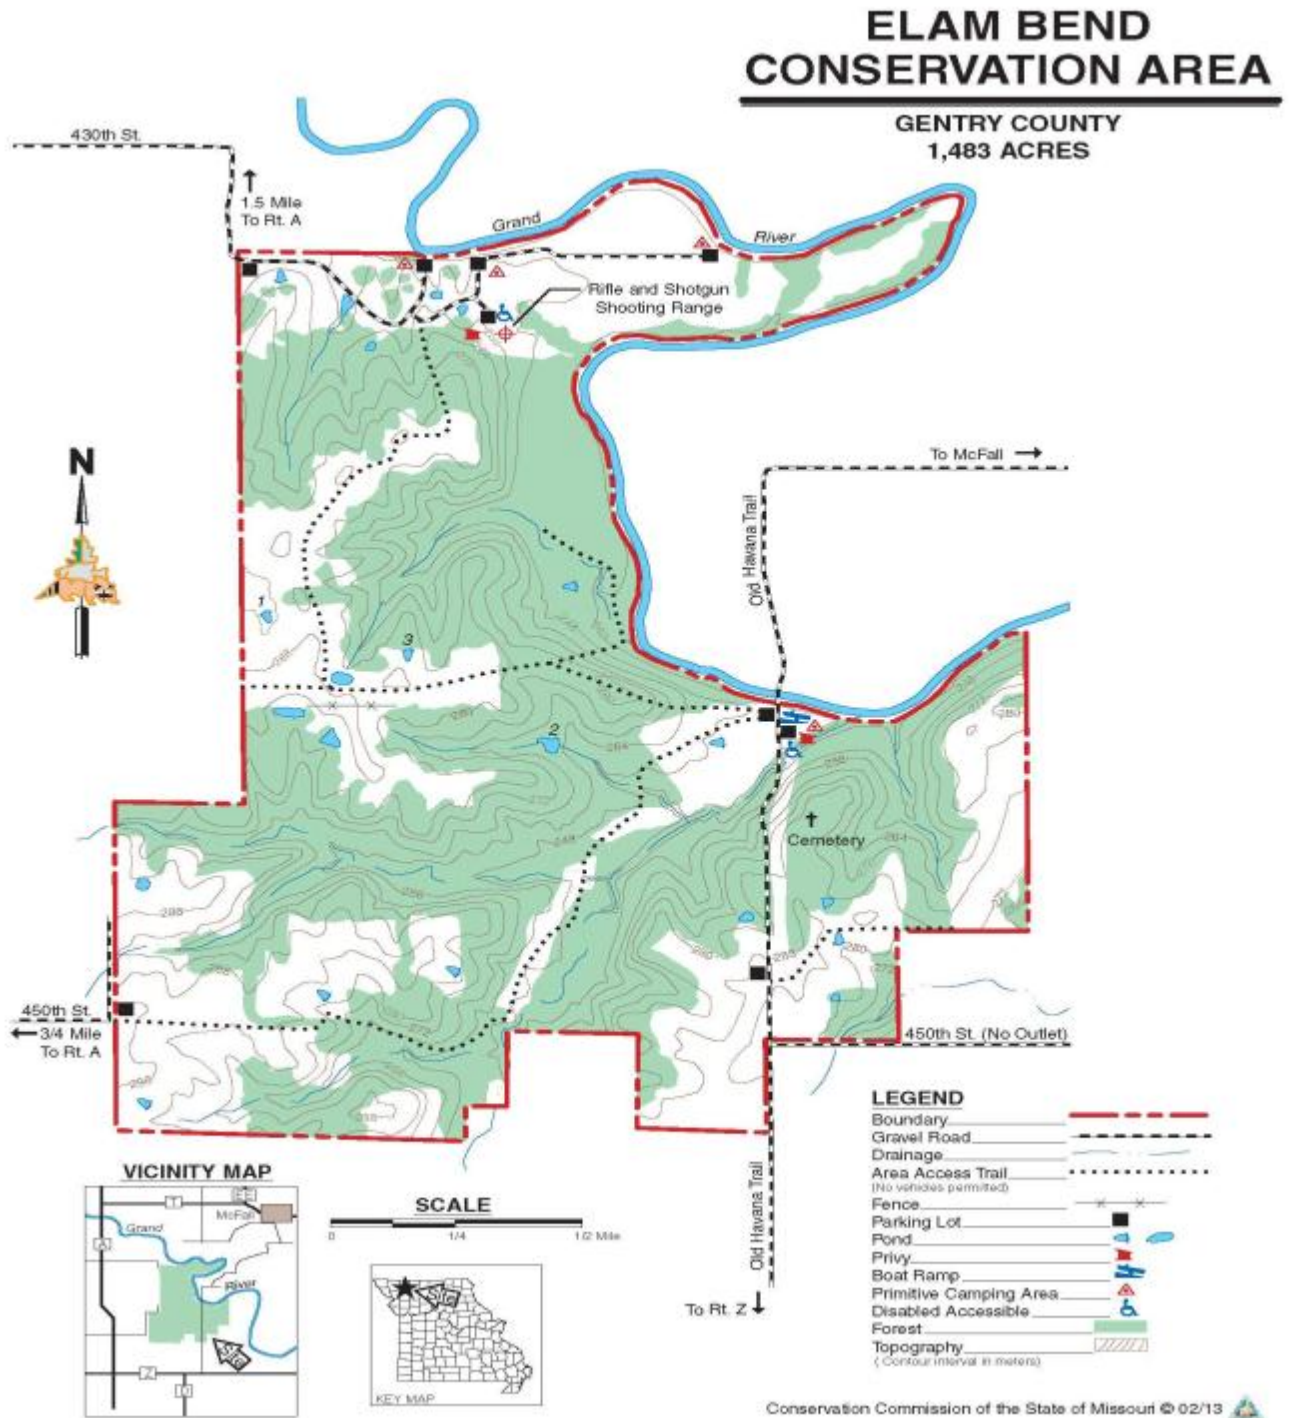 ELAM BEND
CONSERVATION AREA
GENTRY COUNTY
1,483 ACRES
430th St.
1.5 Mile
To Rt. A
Grand
River
Rifle and Shotgun
Shooting Range
N
To McFall
Old Havana Trail
1
3
2
Cemetery
450th St.
3/4 Mile
To Rt. A
450th St. (No Outlet)
Old Havana Trail
To Rt. Z
LEGEND
Boundary
Gravel Road
Drainage
Area Access Trail
(No vehicles permitted)
Fence
Parking Lot
Pond
Privy
Boat Ramp
Primitive Camping Area
Disabled Accessible
Forest
Topography
(Contour interval in meters)
VICINITY MAP
T
EE
McFall
Grand
A
River
Site
Z
SCALE
0 1/4 1/2 Mile
Site
KEY MAP
Conservation Commission of the State of Missouri © 02/13